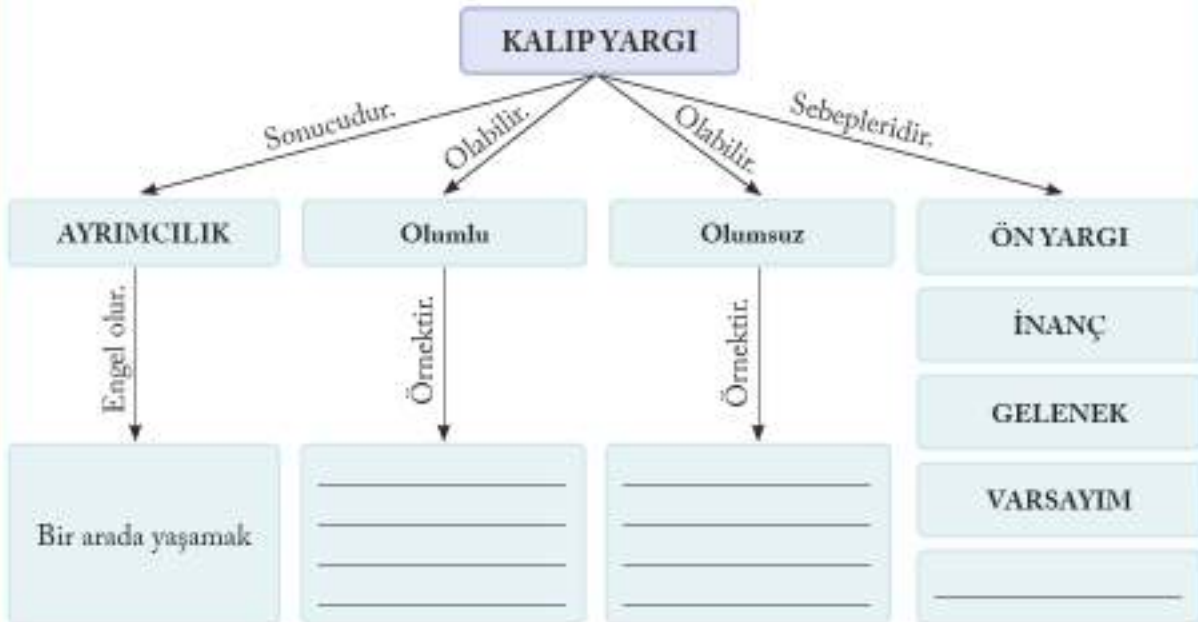 KALIP YARGI
Sonucudur.
Olabilir.
Olabilir.
Sebepleridir.
AYRIMCILIK
Olumlu
Olumsuz
ÖN YARGI
İNANÇ
GELENEK
VARSAYIM
Engel olur.
Örnektir.
Örnektir.
Bir arada yaşamak